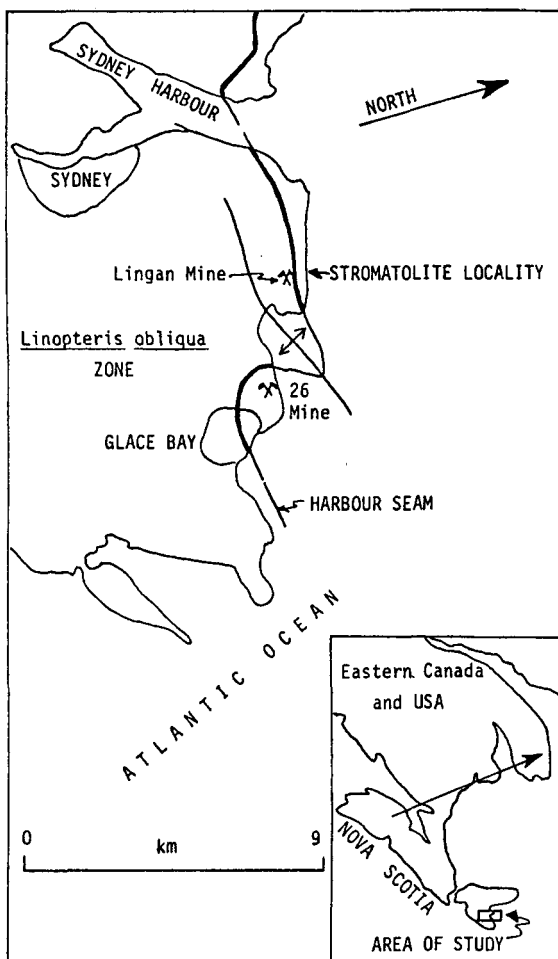 SYDNEY HARBOUR
NORTH
SYDNEY
Lingan Mine
STROMATOLITE LOCALITY
Linopteris obliqua
ZONE
26
Mine
GLACE BAY
HARBOUR SEAM
ATLANTIC OCEAN
Eastern Canada
and USA
NOVA SCOTIA
AREA OF STUDY
0 9
km